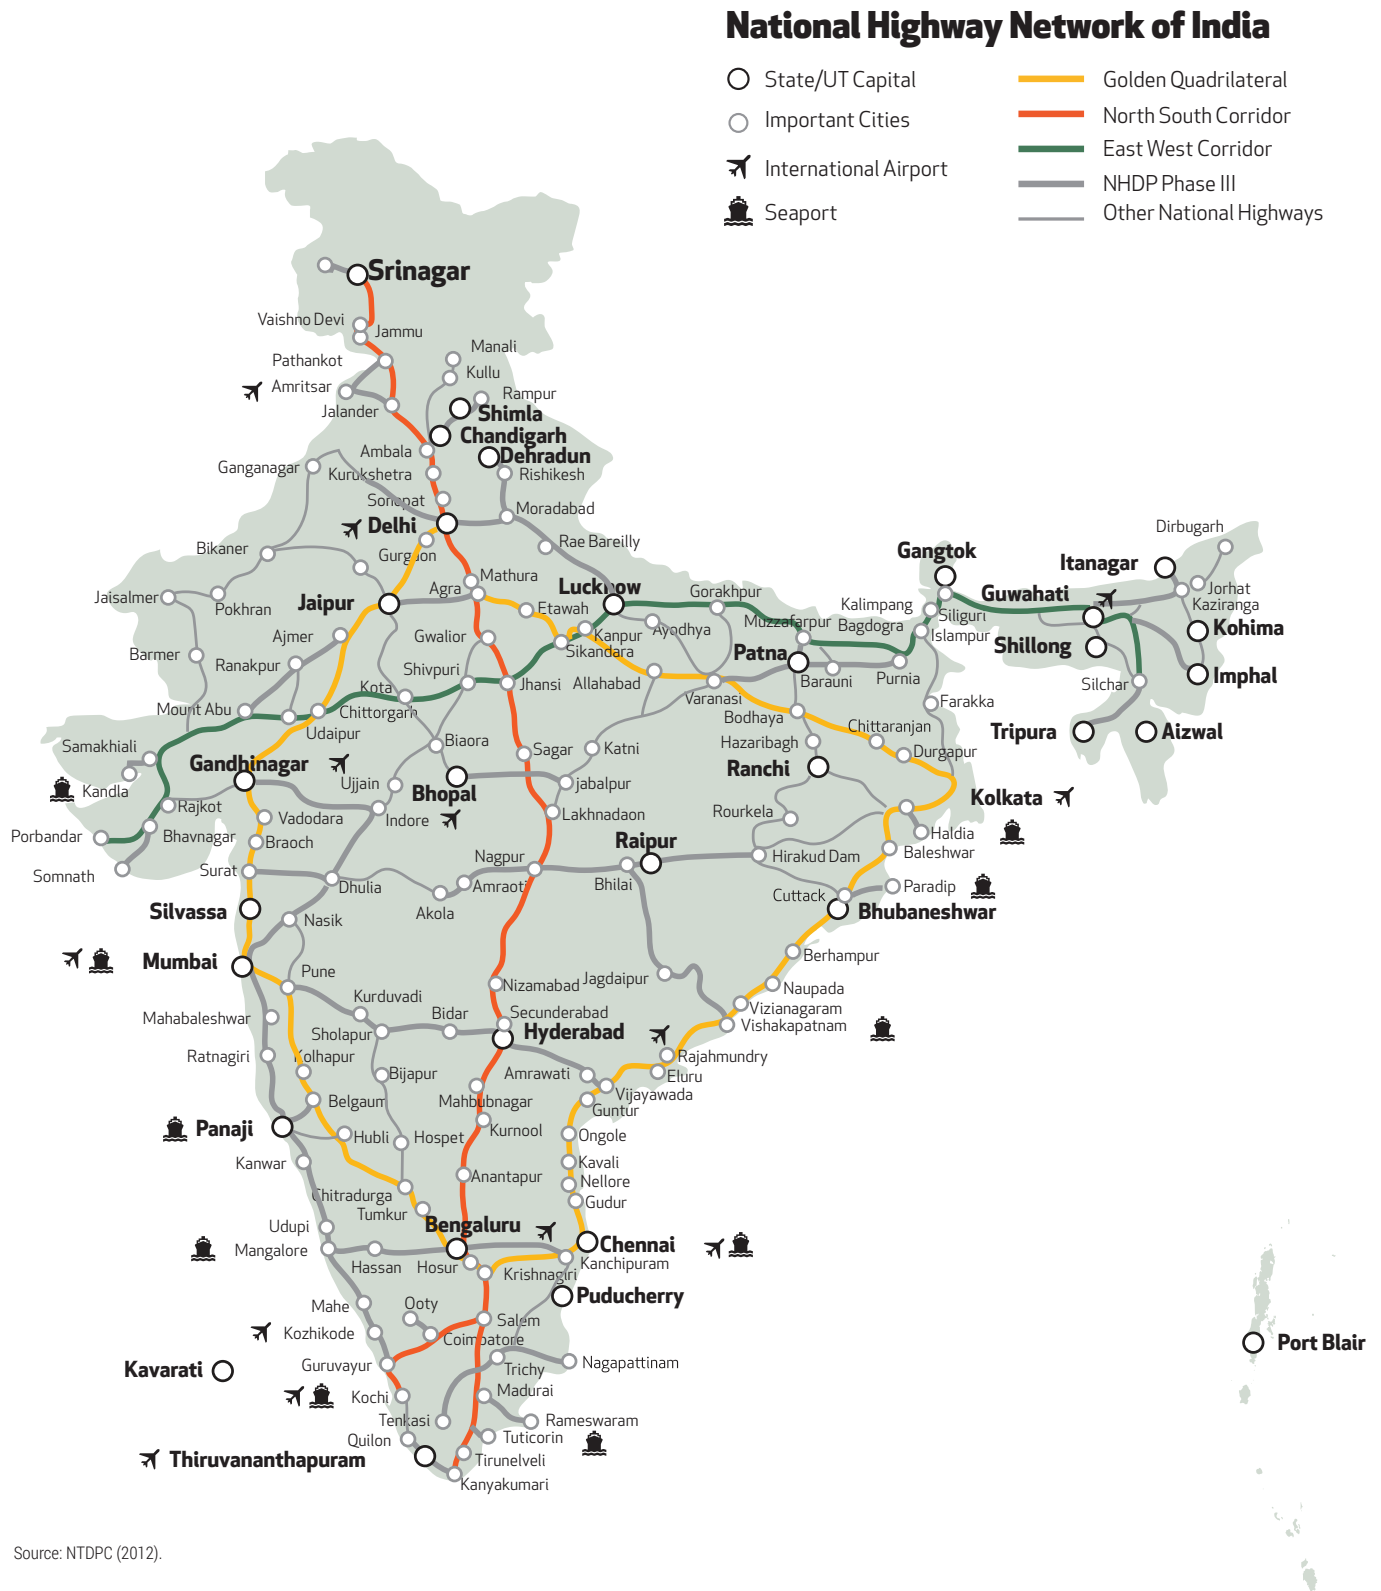 National Highway Network of India
State/UT Capital
Important Cities
International Airport
Seaport
Golden Quadrilateral
North South Corridor
East West Corridor
NHDP Phase III
Other National Highways
Srinagar
Vaishno Devi
Jammu
Pathankot
Manali
Kullu
Amritsar
Rampur
Jalander
Shimla
Chandigarh
Ambala
Dehradun
Ganganagar
Kurukshetra
Rishikesh
Sonepat
Moradabad
Delhi
Dirbugarh
Bikaner
Gurgaon
Rae Bareilly
Gangtok
Itanagar
Mathura
Agra
Lucknow
Gorakhpur
Guwahati
Jorhat
Jaisalmer
Pokhran
Jaipur
Etawah
Kalimpang
Siliguri
Kaziranga
Ajmer
Gwalior
Kanpur
Ayodhya
Muzzafarpur
Bagdogra
Islampur
Kohima
Barmer
Ranakpur
Sikandara
Patna
Shillong
Shivpuri
Jhansi
Allahabad
Barauni
Purnia
Imphal
Kota
Silchar
Mount Abu
Chittorgarh
Varanasi
Farakka
Udaipur
Bodhaya
Chittaranjan
Tripura
Aizwal
Samakhiali
Biaora
Sagar
Katni
Hazaribagh
Durgapur
Gandhinagar
Ranchi
Kandla
Ujjain
Bhopal
jabalpur
Kolkata
Rajkot
Vadodara
Indore
Lakhnadaon
Rourkela
Porbandar
Bhavnagar
Braoch
Raipur
Haldia
Baleshwar
Somnath
Surat
Dhulia
Nagpur
Amraoti
Bhilai
Hirakud Dam
Akola
Cuttack
Paradip
Silvassa
Nasik
Bhubaneshwar
Mumbai
Berhampur
Pune
Nizamabad
Jagdaipur
Naupada
Kurduvadi
Vizianagaram
Mahabaleshwar
Bidar
Secunderabad
Sholapur
Hyderabad
Vishakapatnam
Ratnagiri
Kolhapur
Rajahmundry
Bijapur
Amrawati
Eluru
Belgaum
Mahbubnagar
Vijayawada
Guntur
Panaji
Hubli
Hospet
Kurnool
Ongole
Kanwar
Kavali
Anantapur
Nellore
Chitradurga
Gudur
Tumkur
Udupi
Bengaluru
Mangalore
Chennai
Hassan
Hosur
Krishnagiri
Kanchipuram
Puducherry
Mahe
Ooty
Salem
Kozhikode
Coimbatore
Port Blair
Kavarati
Guruvayur
Trichy
Nagapattinam
Kochi
Madurai
Tenkasi
Rameswaram
Quilon
Tuticorin
Thiruvananthapuram
Tirunelveli
Kanyakumari
Source: NTDPC (2012).